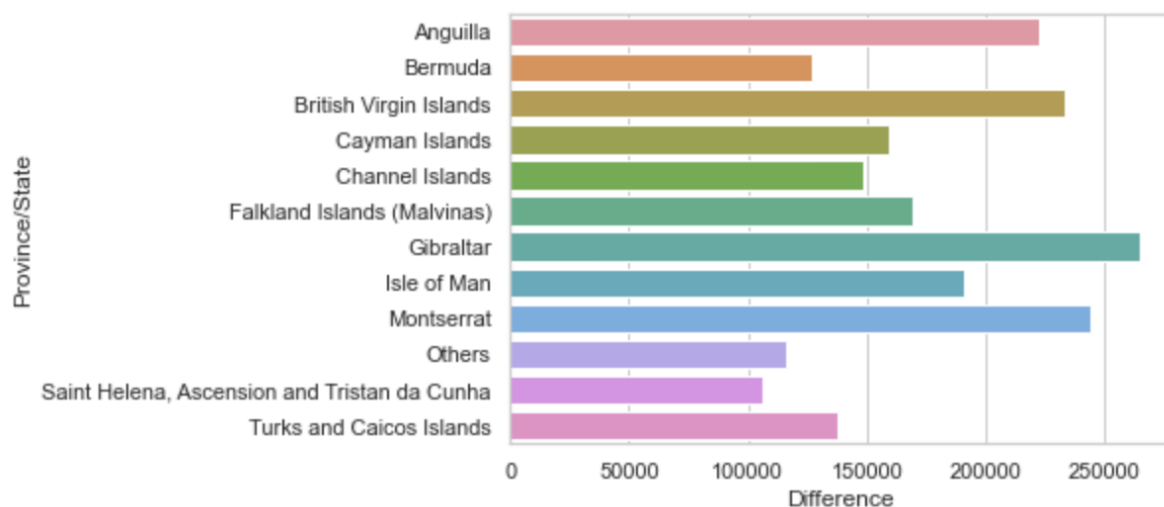 Province/State
Anguilla
Bermuda
British Virgin Islands
Cayman Islands
Channel Islands
Falkland Islands (Malvinas)
Gibraltar
Isle of Man
Montserrat
Others
Saint Helena, Ascension and Tristan da Cunha
Turks and Caicos Islands
0 50000 100000 150000 200000 250000
Difference